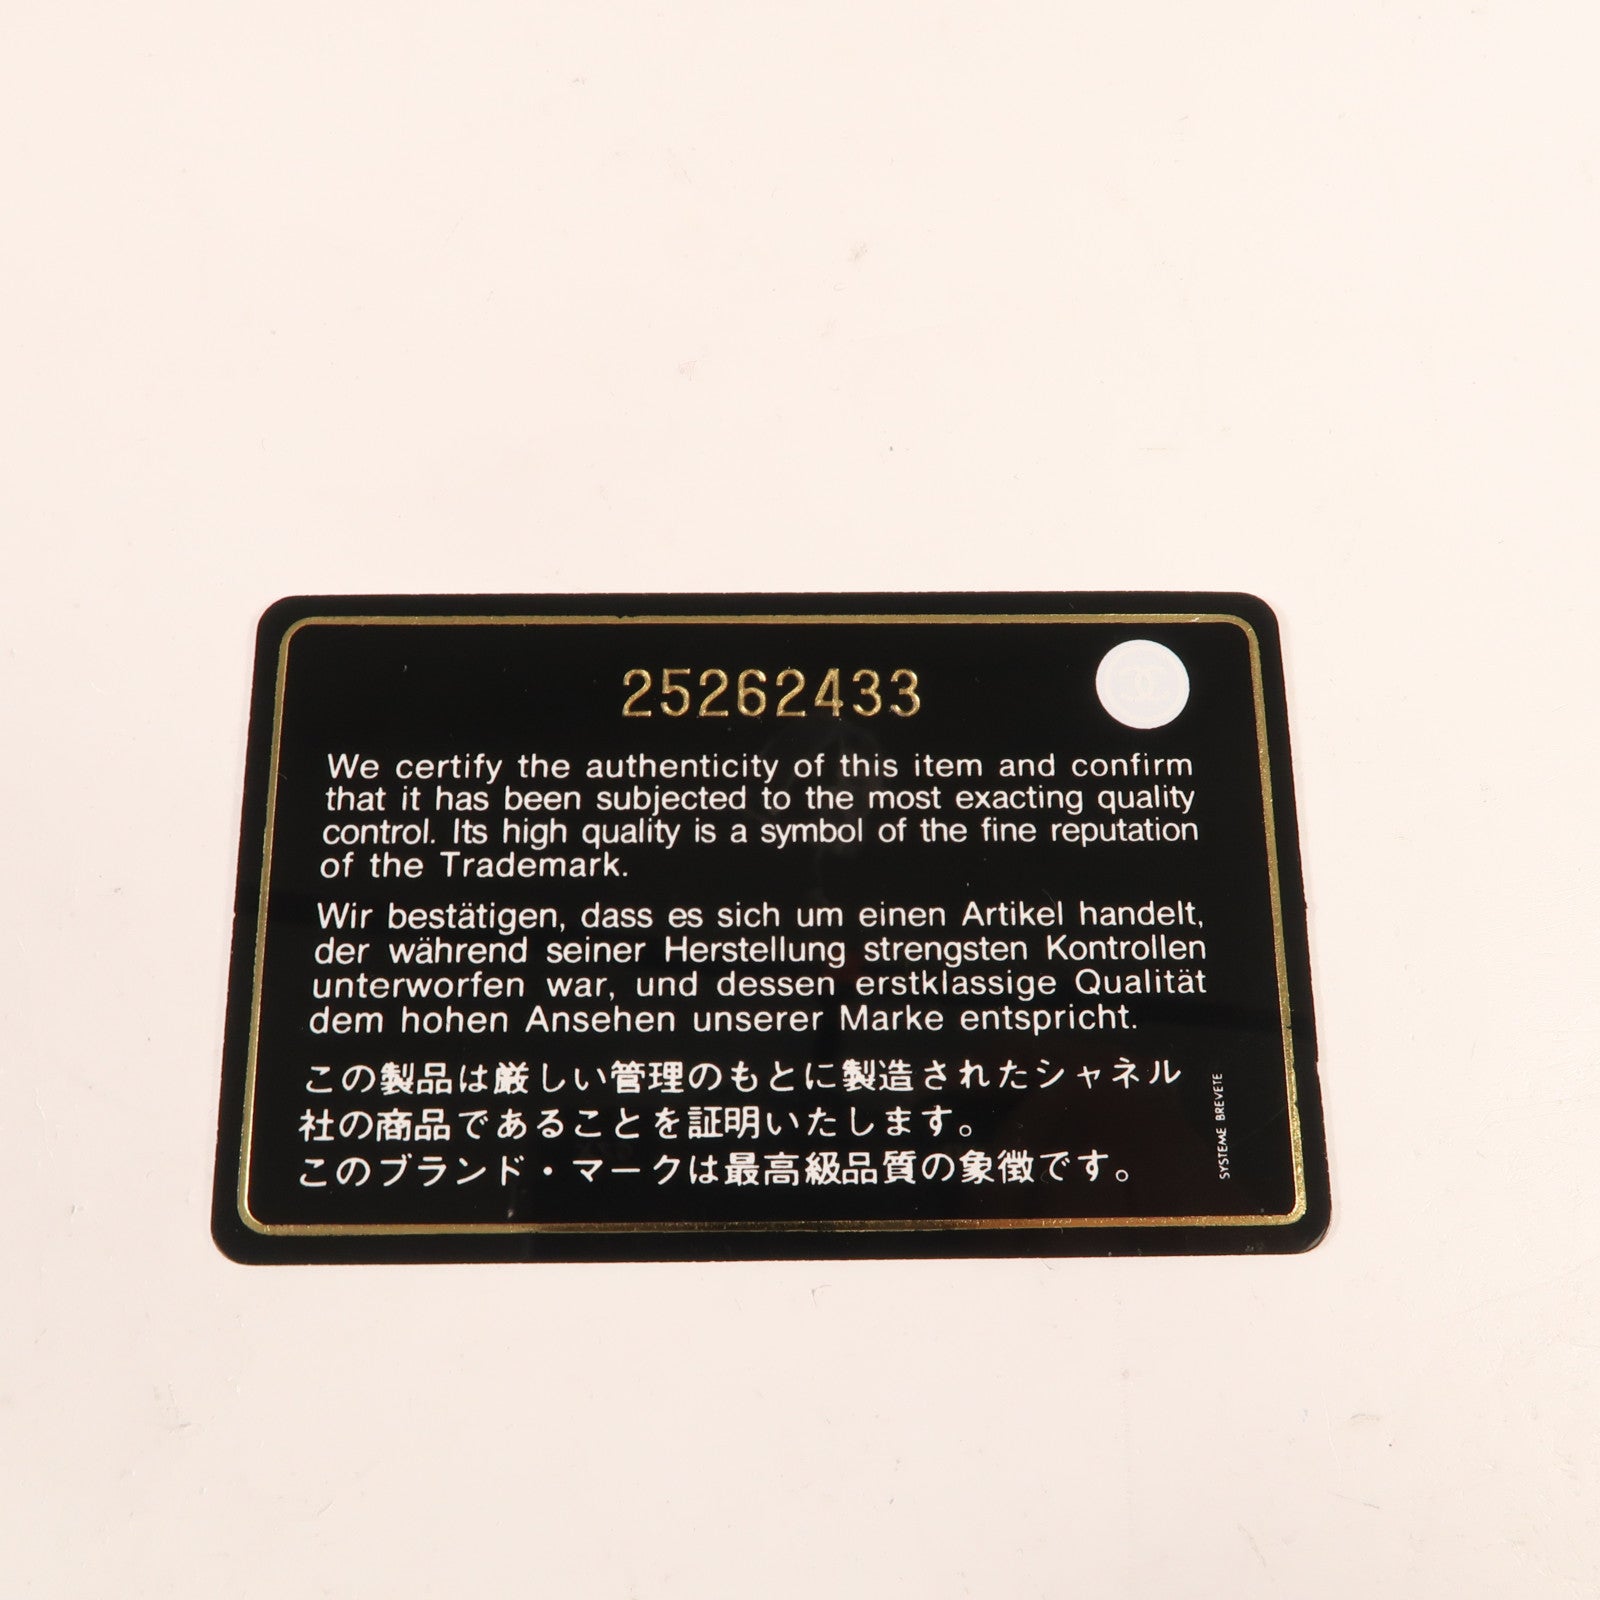 25262433
We certify the authenticity of this item and confirm
that it has been subjected to the most exacting quality
control. Its high quality is a symbol of the fine reputation
of the Trademark.
Wir bestätigen, dass es sich um einen Artikel handelt,
der während seiner Herstellung strengsten Kontrollen
unterworfen war, und dessen erstklassige Qualität
dem hohen Ansehen unserer Marke entspricht.
この製品は厳しい管理のもとに製造されたシャネル
社の商品であることを証明いたします。
このブランド・マークは最高級品質の象徴です。
SYSTEME BREVETE